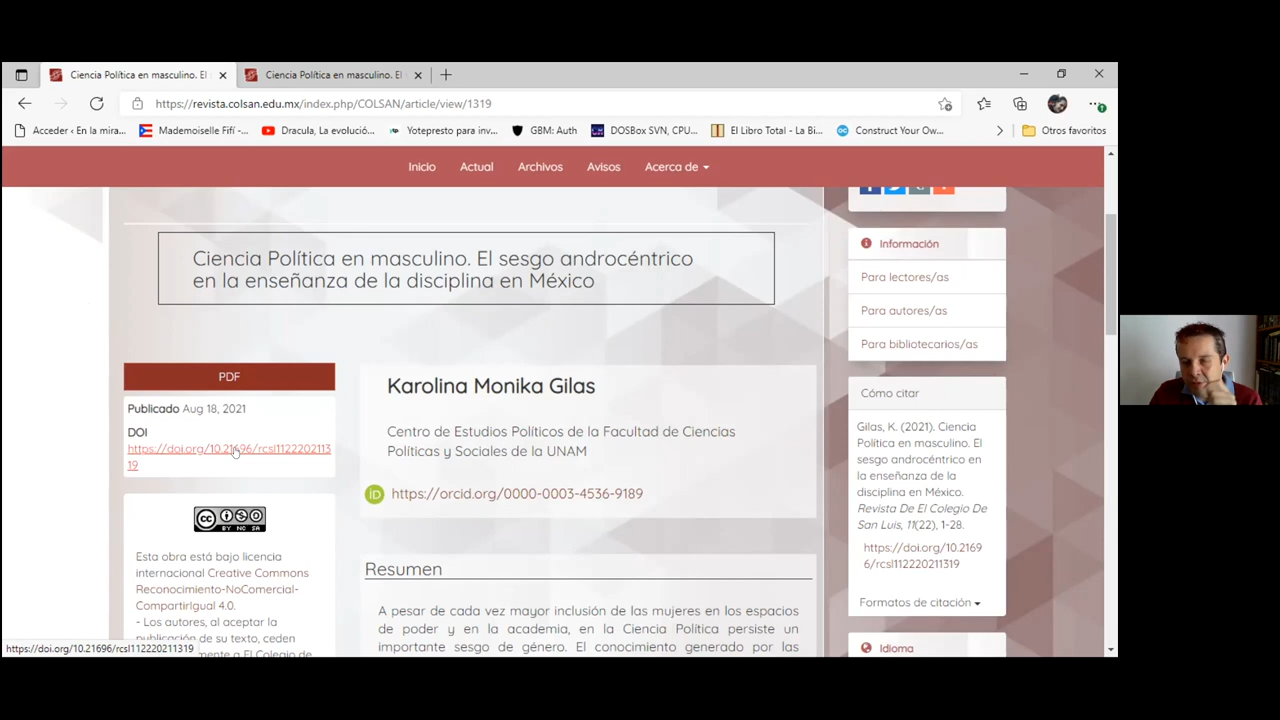 Ciencia Política en masculino. El
Ciencia Política en masculino. El
https://revista.colsan.edu.mx/index.php/COLSAN/article/view/1319
Acceder ‹ En la mira...
Mademoiselle Fifí,-...
Dracula, La evolució...
Yotepresto para inv...
GBM: Auth
DOSBox SVN, CPU...
El Libro Total - La Bi...
Construct Your Ow...
Otros favoritos
Inicio
Actual
Archivos
Avisos
Acerca de
Ciencia Política en masculino. El sesgo androcéntrico
en la enseñanza de la disciplina en México
PDF
Publicado Aug 18, 2021
DOI
https://doi.org/10.21696/rcsl1122202113
19
BY NC SA
Esta obra está bajo licencia
internacional Creative Commons
Reconocimiento-NoComercial-
CompartirIgual 4.0.
- Los autores, al aceptar la
publicación de su texto, ceden
mente a El Colegio de
https://doi.org/10.21696/rcsl112220211319
Karolina Monika Gilas
Centro de Estudios Políticos de la Facultad de Ciencias
Políticas y Sociales de la UNAM
iD https://orcid.org/0000-0003-4536-9189
Resumen
A pesar de cada vez mayor inclusión de las mujeres en los espacios
de poder y en la academia, en la Ciencia Política persiste un
importante sesgo de género. El conocimiento generado por las
Información
Para lectores/as
Para autores/as
Para bibliotecarios/as
Cómo citar
Gilas, K. (2021). Ciencia
Política en masculino. El
sesgo androcéntrico en la
enseñanza de la
disciplina en México.
Revista De El Colegio De
San Luis, 11(22), 1-28.
https://doi.org/10.2169
6/rcsl112220211319
Formatos de citación
Idioma